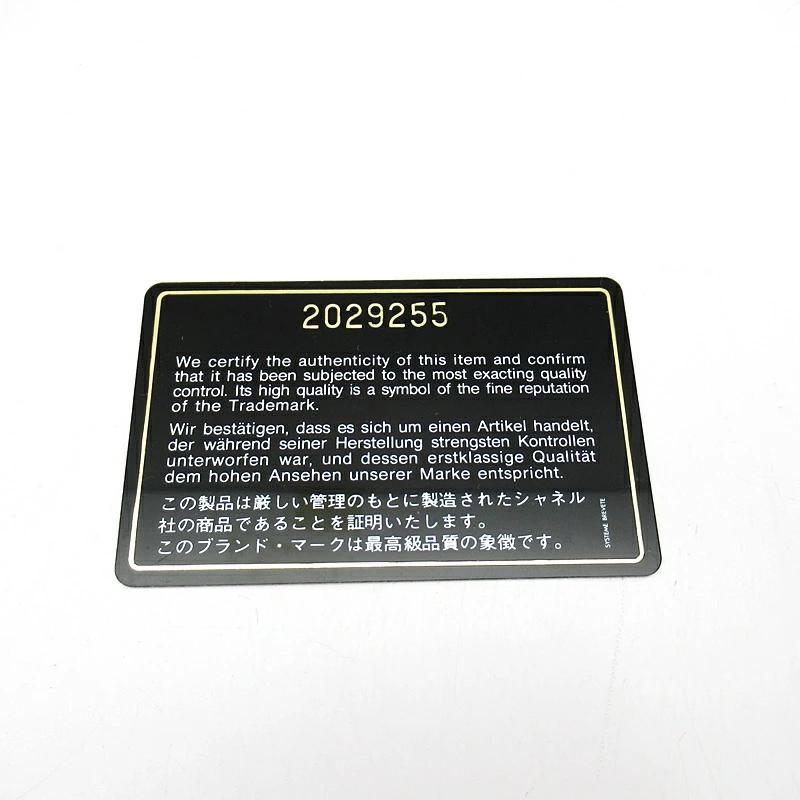 2029255
We certify the authenticity of this item and confirm
that it has been subjected to the most exacting quality
control. Its high quality is a symbol of the fine reputation
of the Trademark.
Wir bestätigen, dass es sich um einen Artikel handelt,
der während seiner Herstellung strengsten Kontrollen
unterworfen war, und dessen erstklassige Qualität
dem hohen Ansehen unserer Marke entspricht.
この製品は厳しい管理のもとに製造されたシャネル
社の商品であることを証明いたします。
このブランド・マークは最高級品質の象徴です。
SYSTEME BREVETE